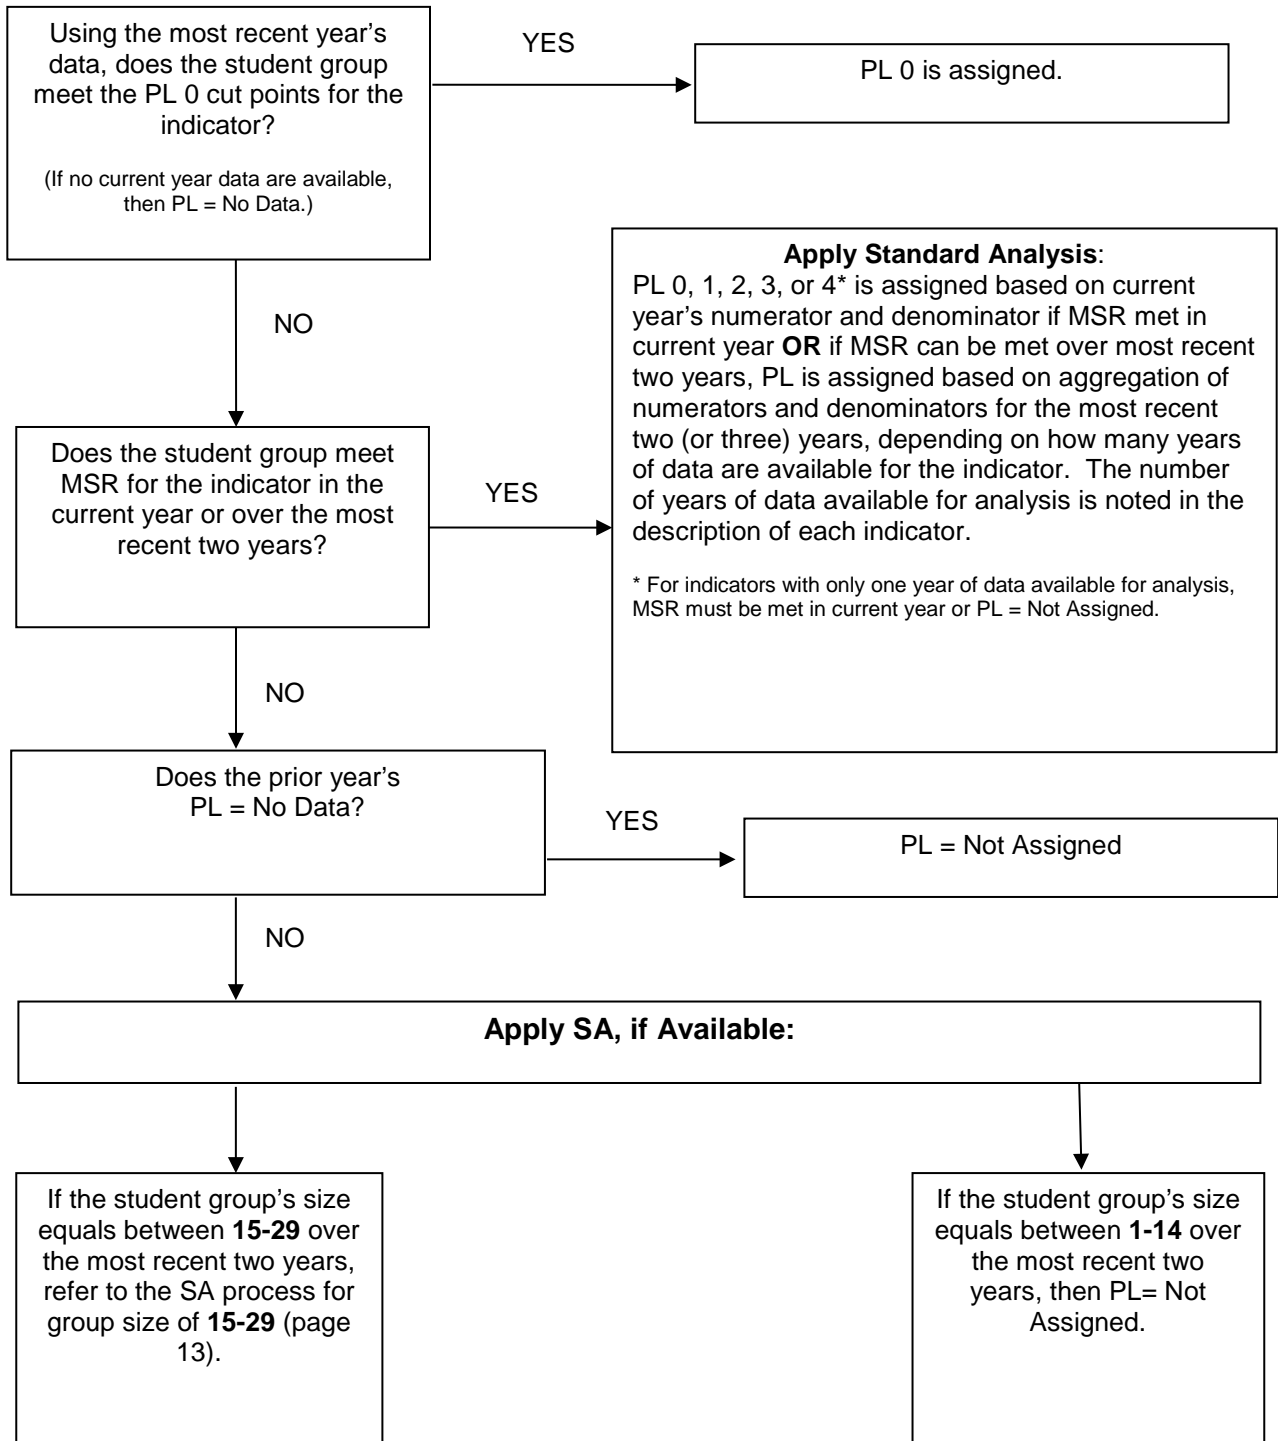 Using the most recent year’s
data, does the student group
meet the PL 0 cut points for the
indicator?
(If no current year data are available,
then PL = No Data.)
YES
PL 0 is assigned.
NO
Apply Standard Analysis:
PL 0, 1, 2, 3, or 4* is assigned based on current
year’s numerator and denominator if MSR met in
current year OR if MSR can be met over most recent
two years, PL is assigned based on aggregation of
numerators and denominators for the most recent
two (or three) years, depending on how many years
of data are available for the indicator. The number
of years of data available for analysis is noted in the
description of each indicator.
* For indicators with only one year of data available for analysis,
MSR must be met in current year or PL = Not Assigned.
Does the student group meet
MSR for the indicator in the
current year or over the most
recent two years?
YES
NO
Does the prior year’s
PL = No Data?
YES
PL = Not Assigned
NO
Apply SA, if Available:
If the student group’s size
equals between 15-29 over
the most recent two years,
refer to the SA process for
group size of 15-29 (page
13).
If the student group’s size
equals between 1-14 over
the most recent two
years, then PL= Not
Assigned.